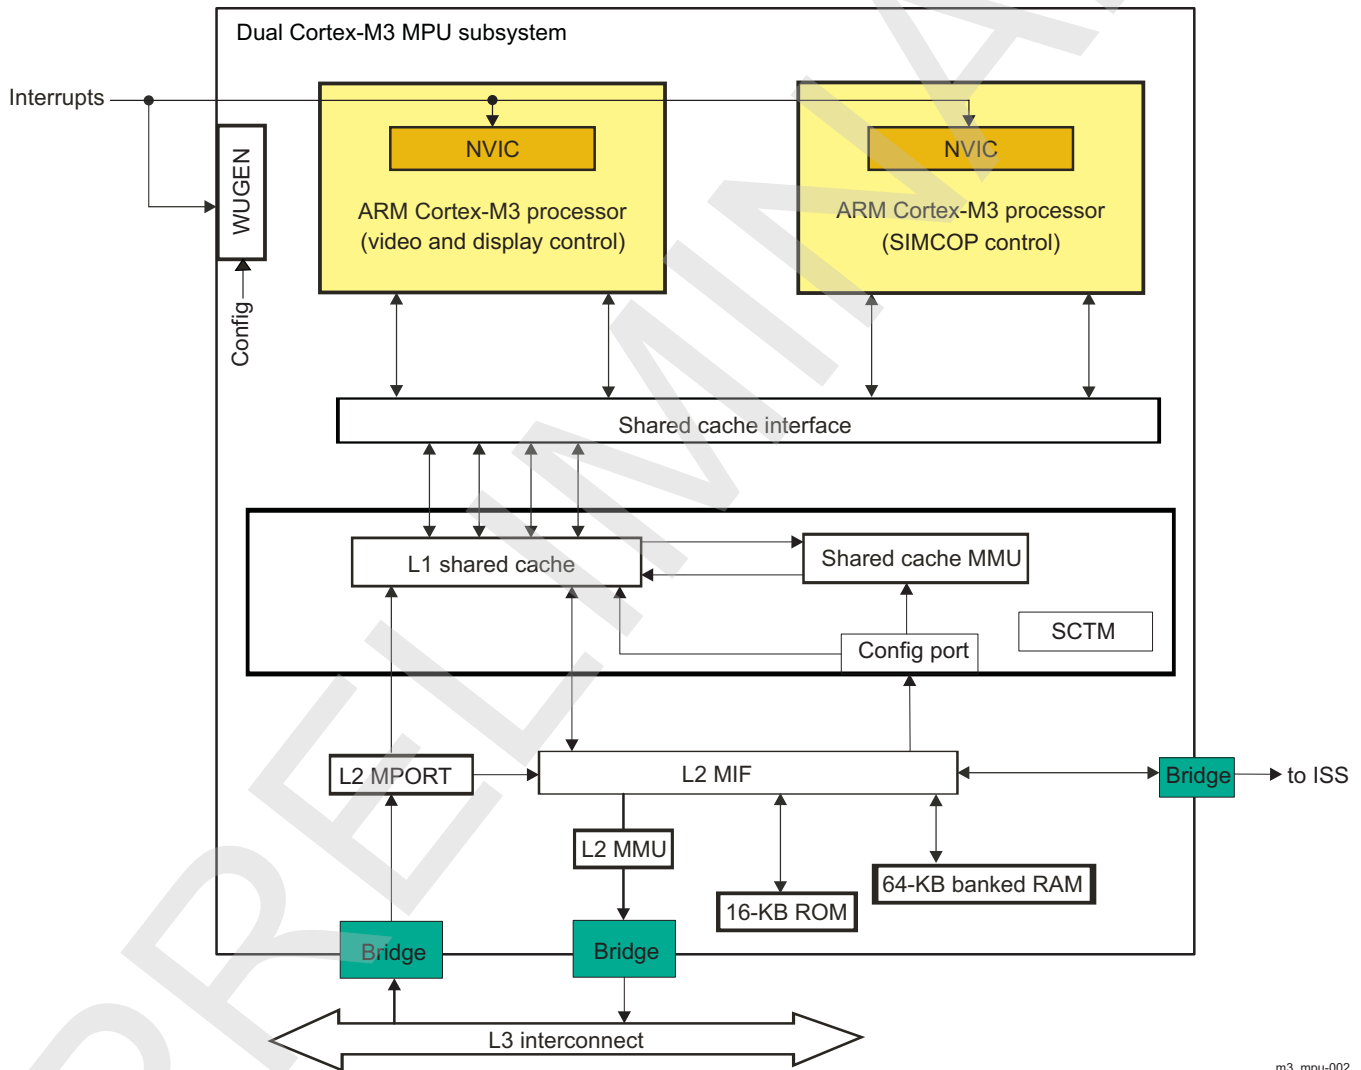 Dual Cortex-M3 MPU subsystem
Interrupts
NVIC
NVIC
WUGEN
ARM Cortex-M3 processor
(video and display control)
ARM Cortex-M3 processor
(SIMCOP control)
Config
Shared cache interface
L1 shared cache
Shared cache MMU
SCTM
Config port
L2 MPORT
L2 MIF
Bridge
to ISS
L2 MMU
64-KB banked RAM
16-KB ROM
Bridge
Bridge
L3 interconnect
m3_mpu-002
PRELIMINA